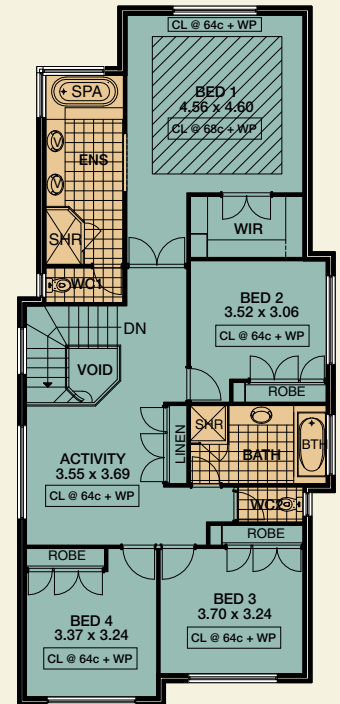 CL @ 64c + WP
SPA
BED 1
4.56 x 4.60
CL @ 68c + WP
V
ENS
V
SHR
WIR
WC1
BED 2
3.52 x 3.06
CL @ 64c + WP
DN
VOID
ROBE
SHR
BTH
LINEN
BATH
ACTIVITY
3.55 x 3.69
CL @ 64c + WP
WC2
ROBE
ROBE
BED 4
3.37 x 3.24
CL @ 64c + WP
BED 3
3.70 x 3.24
CL @ 64c + WP